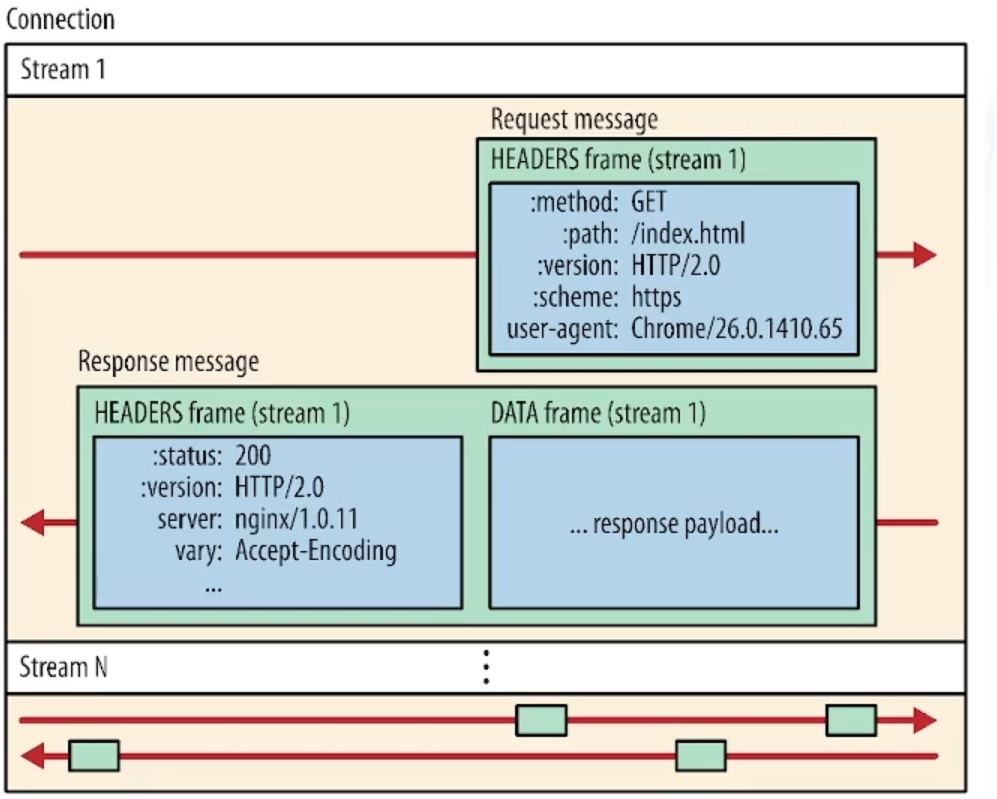 Connection
Stream 1
Request message
HEADERS frame (stream 1)
:method: GET
:path: /index.html
:version: HTTP/2.0
:scheme: https
user-agent: Chrome/26.0.1410.65
Response message
HEADERS frame (stream 1)
:status: 200
:version: HTTP/2.0
server: nginx/1.0.11
vary: Accept-Encoding
...
DATA frame (stream 1)
... response payload...
Stream N